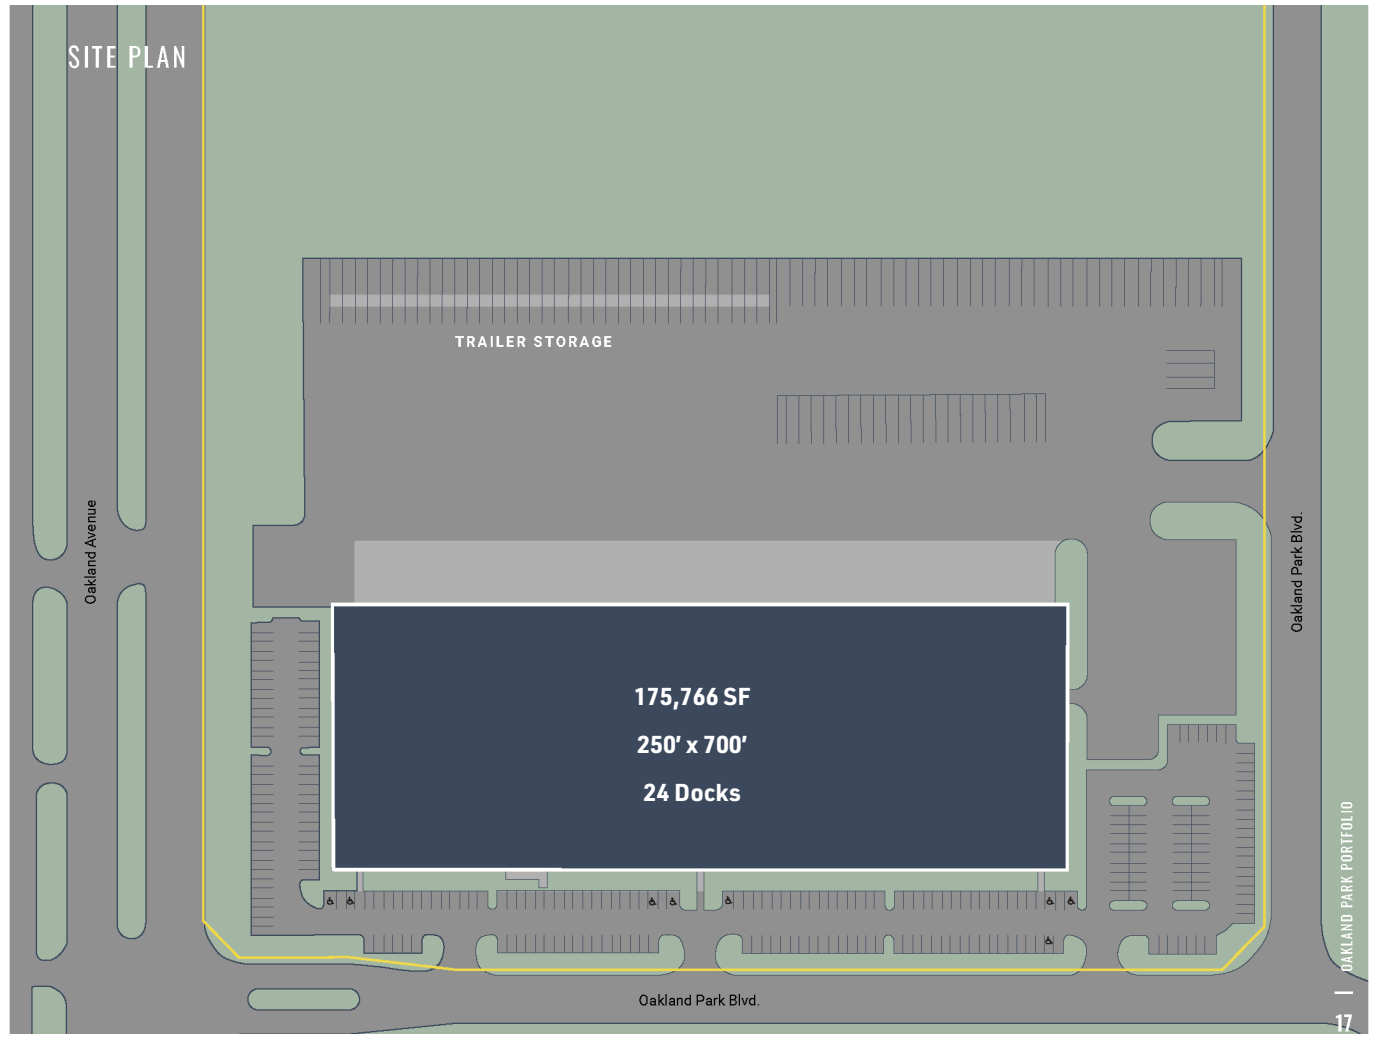 SITE PLAN
TRAILER STORAGE
Oakland Avenue
Oakland Park Blvd.
175,766 SF
250' x 700'
24 Docks
Oakland Park Blvd.
OAKLAND PARK PORTFOLIO
17